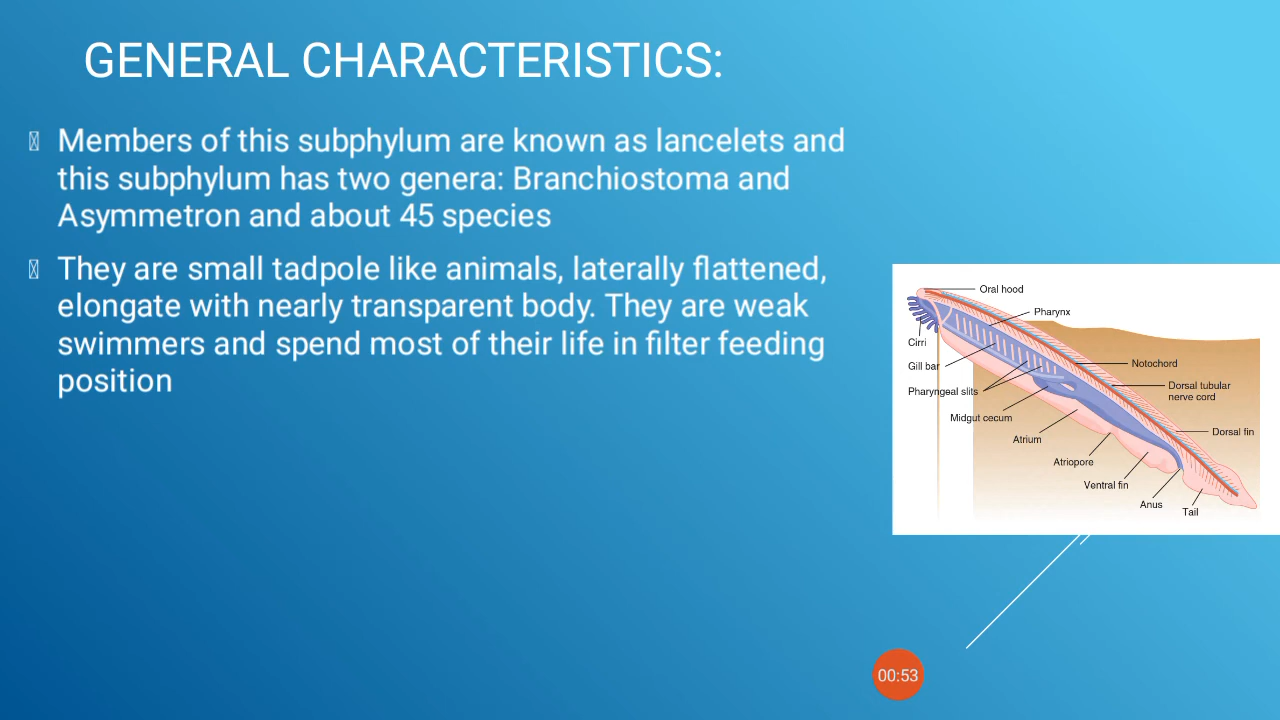 GENERAL CHARACTERISTICS:
Members of this subphylum are known as lancelets and
this subphylum has two genera: Branchiostoma and
Asymmetron and about 45 species
They are small tadpole like animals, laterally flattened,
elongate with nearly transparent body. They are weak
swimmers and spend most of their life in filter feeding
position
Oral hood
Pharynx
Cirri
Gill bar
Notochord
Pharyngeal slits
Dorsal tubular
nerve cord
Midgut cecum
Atrium
Dorsal fin
Atriopore
Ventral fin
Anus
Tail
00:53